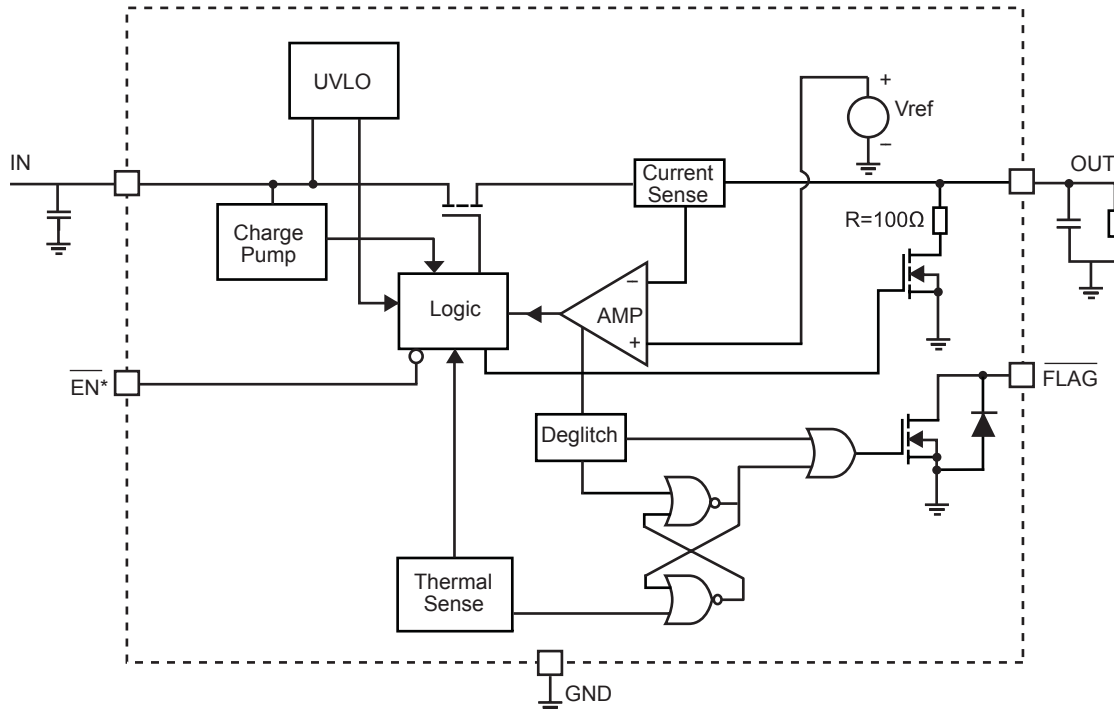 UVLO
+
Vref
−
IN
OUT
Current
Sense
R=100Ω
Charge
Pump
−
Logic
AMP
+
EN*
FLAG
Deglitch
Thermal
Sense
GND